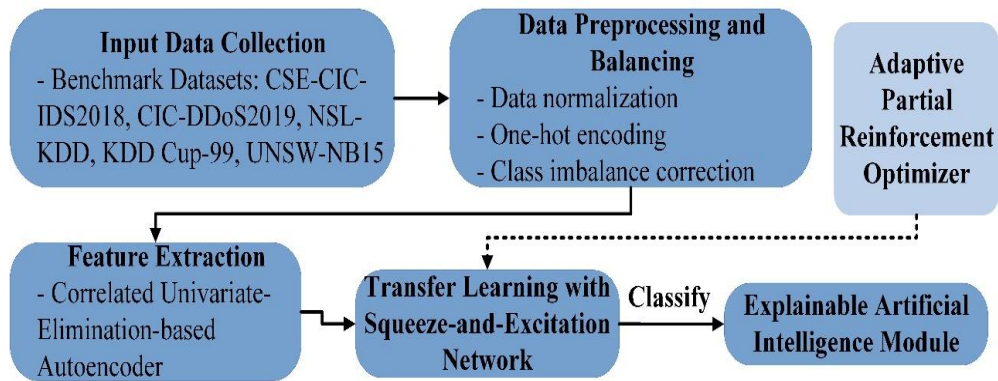 Input Data Collection
- Benchmark Datasets: CSE-CIC-
IDS2018, CIC-DDoS2019, NSL-
KDD, KDD Cup-99, UNSW-NB15
Data Preprocessing and
Balancing
- Data normalization
- One-hot encoding
- Class imbalance correction
Adaptive
Partial
Reinforcement
Optimizer
Feature Extraction
- Correlated Univariate-
Elimination-based
Autoencoder
Transfer Learning with
Squeeze-and-Excitation
Network
Classify
Explainable Artificial
Intelligence Module